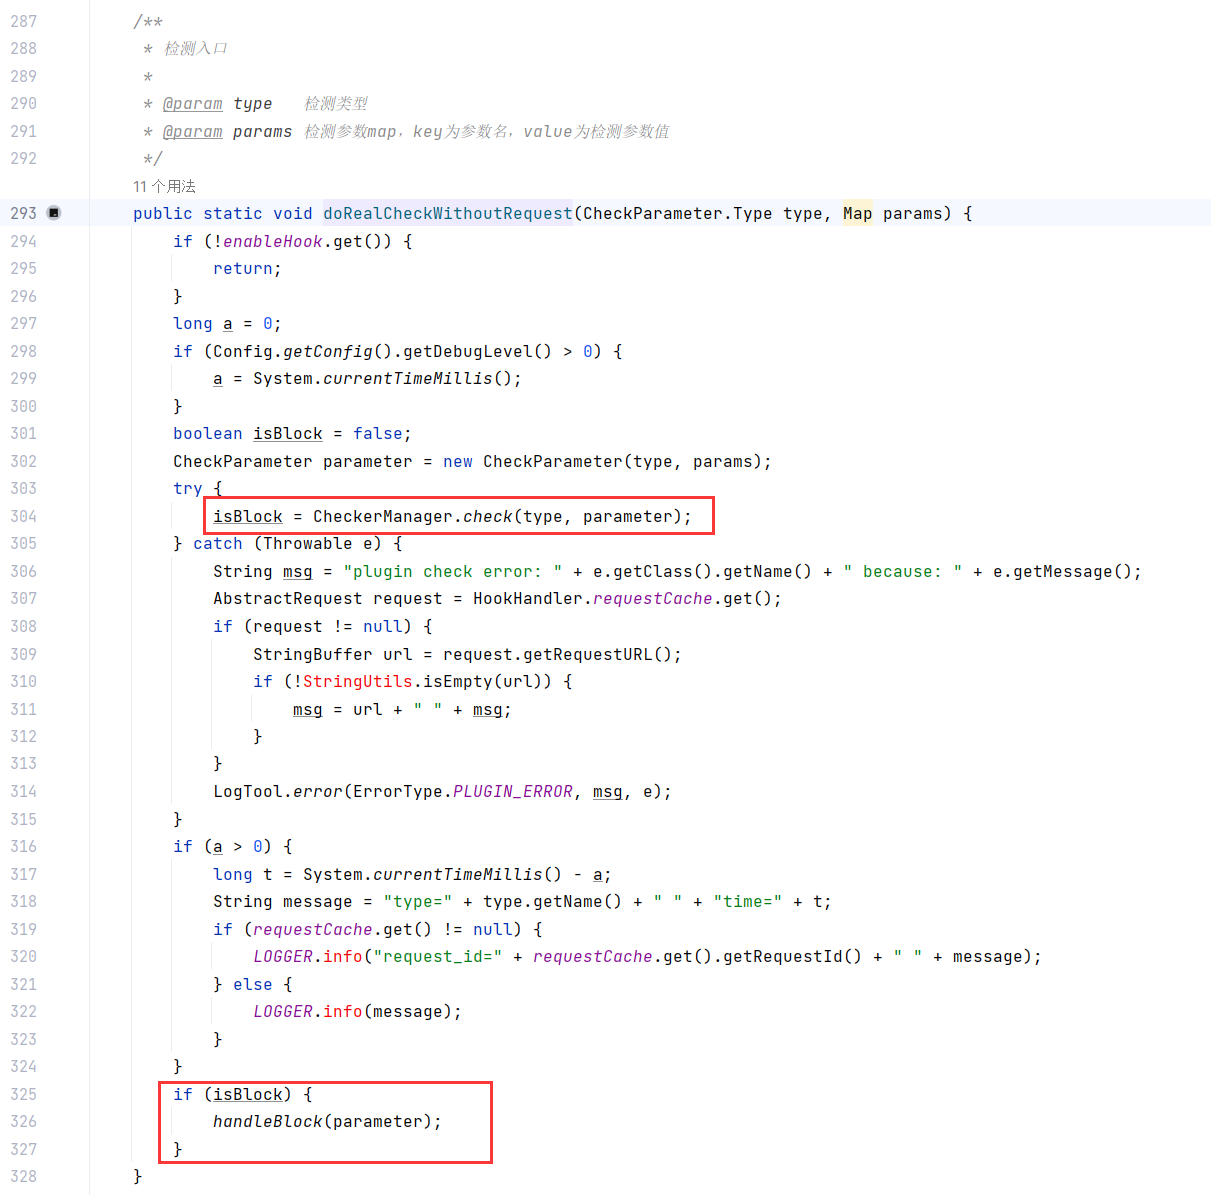 287 /**
288  * 检测入口
289  *
290  * @param type   检测类型
291  * @param params 检测参数map，key为参数名，value为检测参数值
292  */
11 个用法
293 public static void doRealCheckWithoutRequest(CheckParameter.Type type, Map params) {
294     if (!enableHook.get()) {
295         return;
296     }
297     long a = 0;
298     if (Config.getConfig().getDebugLevel() > 0) {
299         a = System.currentTimeMillis();
300     }
301     boolean isBlock = false;
302     CheckParameter parameter = new CheckParameter(type, params);
303     try {
304         isBlock = CheckerManager.check(type, parameter);
305     } catch (Throwable e) {
306         String msg = "plugin check error: " + e.getClass().getName() + " because: " + e.getMessage();
307         AbstractRequest request = HookHandler.requestCache.get();
308         if (request != null) {
309             StringBuffer url = request.getRequestURL();
310             if (!StringUtils.isEmpty(url)) {
311                 msg = url + " " + msg;
312             }
313         }
314         LogTool.error(ErrorType.PLUGIN_ERROR, msg, e);
315     }
316     if (a > 0) {
317         long t = System.currentTimeMillis() - a;
318         String message = "type=" + type.getName() + " " + "time=" + t;
319         if (requestCache.get() != null) {
320             LOGGER.info("request_id=" + requestCache.get().getRequestId() + " " + message);
321         } else {
322             LOGGER.info(message);
323         }
324     }
325     if (isBlock) {
326         handleBlock(parameter);
327     }
328 }